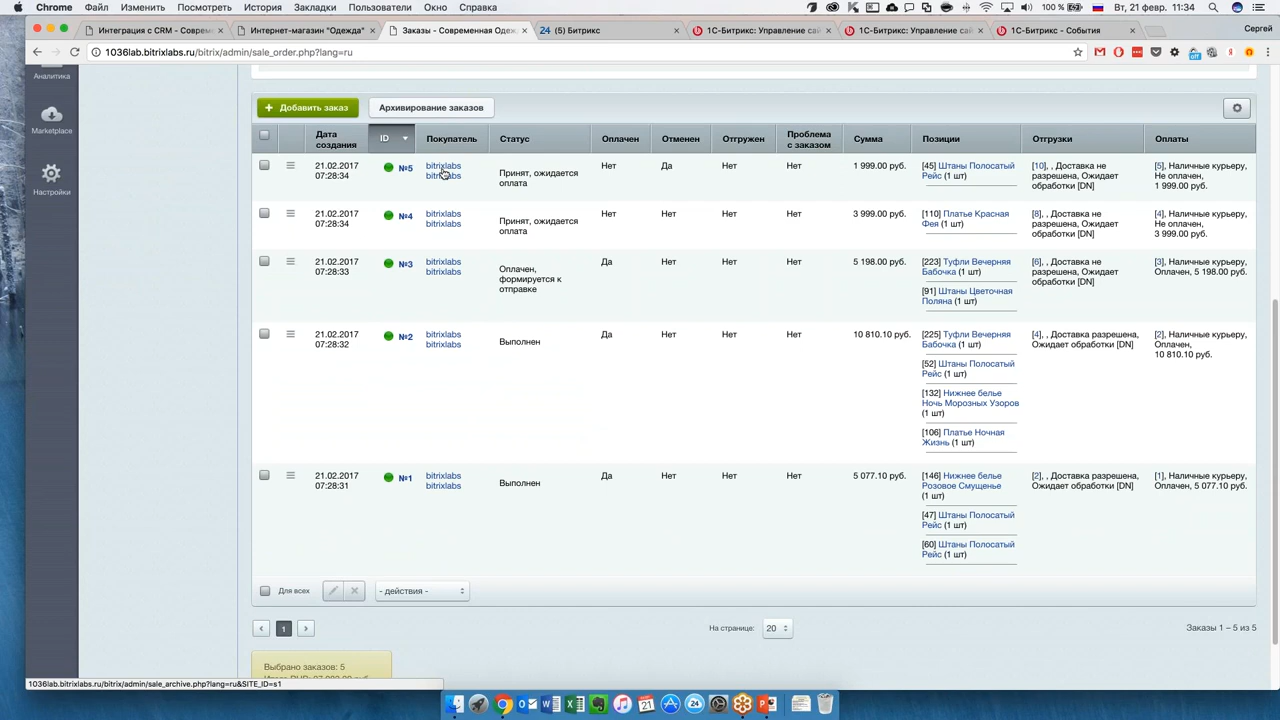 Chrome Файл Изменить Посмотреть История Закладки Пользователи Окно Справка 100 % Вт, 21 февр. 11:34
Интеграция с CRM - Соврем Интернет-магазин "Одежда" Заказы - Современная Одеж 24 (5) Битрикс 1С-Битрикс: Управление сай 1С-Битрикс: Управление сай 1С-Битрикс - События Сергей
1036lab.bitrixlabs.ru/bitrix/admin/sale_order.php?lang=ru
Аналитика
Marketplace
Настройки
+ Добавить заказ Архивирование заказов
Дата создания ID Покупатель Статус Оплачен Отменен Отгружен Проблема с заказом Сумма Позиции Отгрузки Оплаты
21.02.2017 №5 bitrixlabs Принят, ожидается Нет Да Нет Нет 1 999.00 руб. [45] Штаны Полосатый [10], , Доставка не [5], Наличные курьеру,
07:28:34 bitrixlabs оплата Рейс (1 шт) разрешена, Ожидает Не оплачен,
обработки [DN] 1 999.00 руб.
21.02.2017 №4 bitrixlabs Принят, ожидается Нет Нет Нет Нет 3 999.00 руб. [110] Платье Красная [8], , Доставка не [4], Наличные курьеру,
07:28:34 bitrixlabs оплата Фея (1 шт) разрешена, Ожидает Не оплачен,
обработки [DN] 3 999.00 руб.
21.02.2017 №3 bitrixlabs Оплачен, Да Нет Нет Нет 5 198.00 руб. [223] Туфли Вечерняя [6], , Доставка не [3], Наличные курьеру,
07:28:33 bitrixlabs формируется к Бабочка (1 шт) разрешена, Ожидает Оплачен, 5 198.00 руб.
отправке обработки [DN]
[91] Штаны Цветочная
Поляна (1 шт)
21.02.2017 №2 bitrixlabs Выполнен Да Нет Нет Нет 10 810.10 руб. [225] Туфли Вечерняя [4], , Доставка разрешена, [2], Наличные курьеру,
07:28:32 bitrixlabs Бабочка (1 шт) Ожидает обработки [DN] Оплачен,
10 810.10 руб.
[52] Штаны Полосатый
Рейс (1 шт)
[132] Нижнее белье
Ночь Морозных Узоров
(1 шт)
[106] Платье Ночная
Жизнь (1 шт)
21.02.2017 №1 bitrixlabs Выполнен Да Нет Нет Нет 5 077.10 руб. [146] Нижнее белье [2], , Доставка разрешена, [1], Наличные курьеру,
07:28:31 bitrixlabs Розовое Смущенье Ожидает обработки [DN] Оплачен, 5 077.10 руб.
(1 шт)
[47] Штаны Полосатый
Рейс (1 шт)
[60] Штаны Полосатый
Рейс (1 шт)
Для всех - действия -
1 На странице: 20 Заказы 1 – 5 из 5
Выбрано заказов: 5
1036lab.bitrixlabs.ru/bitrix/admin/sale_archive.php?lang=ru&SITE_ID=s1